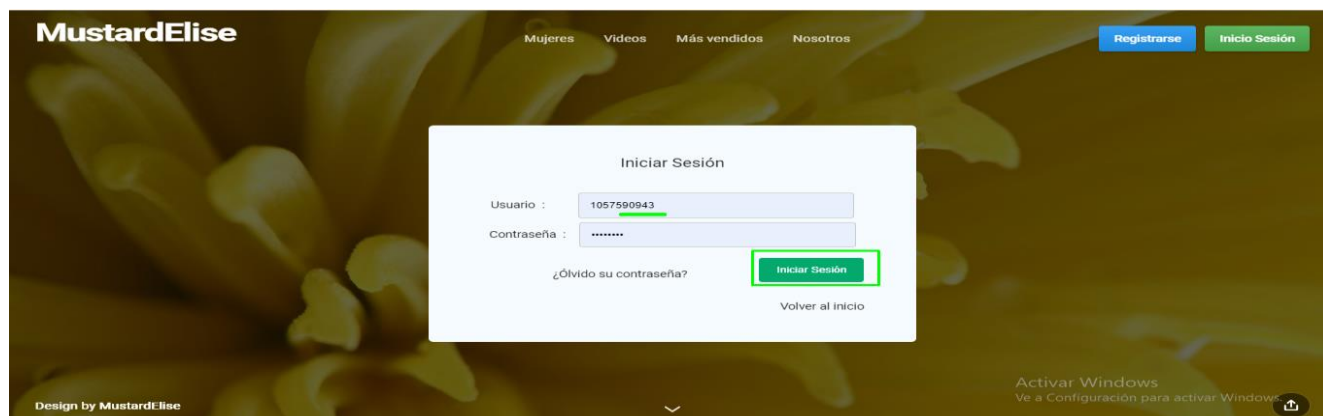 MustardElise
Mujeres Videos Más vendidos Nosotros
Registrarse Inicio Sesión
Iniciar Sesión
Usuario : 1057590943
Contraseña : ••••••••
¿Ólvido su contraseña? Iniciar Sesión
Volver al inicio
Activar Windows
Ve a Configuración para activar Windows.
Design by MustardElise